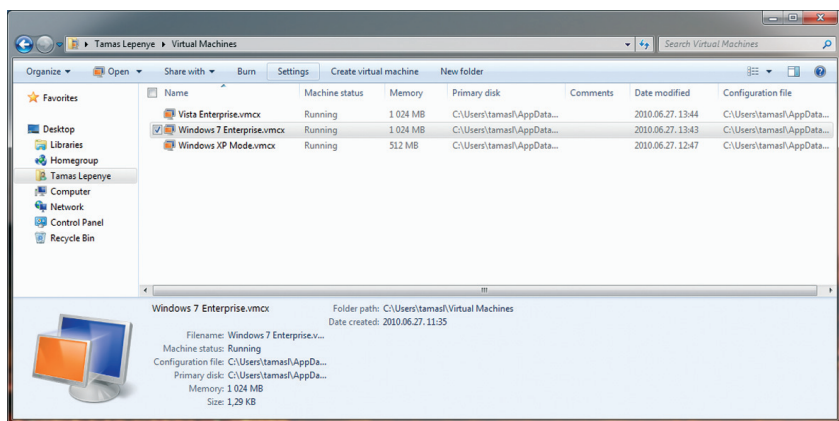 Tamas Lepenye Virtual Machines Search Virtual Machines
Organize Open Share with Burn Settings Create virtual machine New folder
Favorites
Desktop
Libraries
Homegroup
Tamas Lepenye
Computer
Network
Control Panel
Recycle Bin
Name Machine status Memory Primary disk Comments Date modified Configuration file
Vista Enterprise.vmcx Running 1 024 MB C:\Users\tamasl\AppData... 2010.06.27. 13:44 C:\Users\tamasl\AppData...
Windows 7 Enterprise.vmcx Running 1 024 MB C:\Users\tamasl\AppData... 2010.06.27. 13:43 C:\Users\tamasl\AppData...
Windows XP Mode.vmcx Running 512 MB C:\Users\tamasl\AppData... 2010.06.27. 12:47 C:\Users\tamasl\AppData...
Windows 7 Enterprise.vmcx Folder path: C:\Users\tamasl\Virtual Machines
Date created: 2010.06.27. 11:35
Filename: Windows 7 Enterprise.v...
Machine status: Running
Configuration file: C:\Users\tamasl\AppDa...
Primary disk: C:\Users\tamasl\AppDa...
Memory: 1 024 MB
Size: 1,29 KB